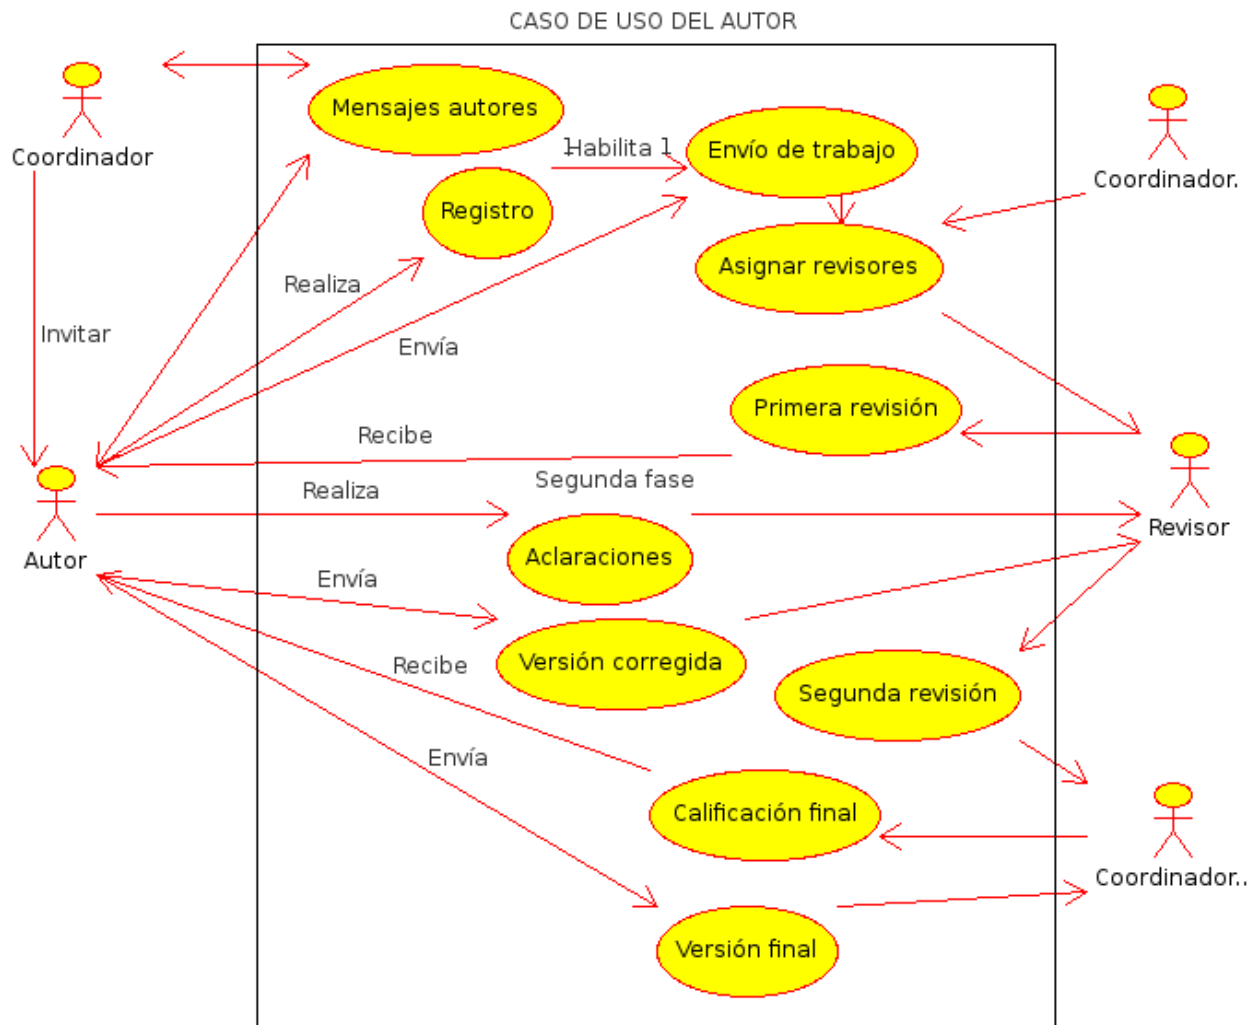 CASO DE USO DEL AUTOR
Mensajes autores
Coordinador
1Habilita 1
Envío de trabajo
Coordinador.
Registro
Asignar revisores
Realiza
Invitar
Envía
Primera revisión
Recibe
Segunda fase
Realiza
Revisor
Autor
Aclaraciones
Envía
Versión corregida
Recibe
Segunda revisión
Envía
Calificación final
Coordinador..
Versión final